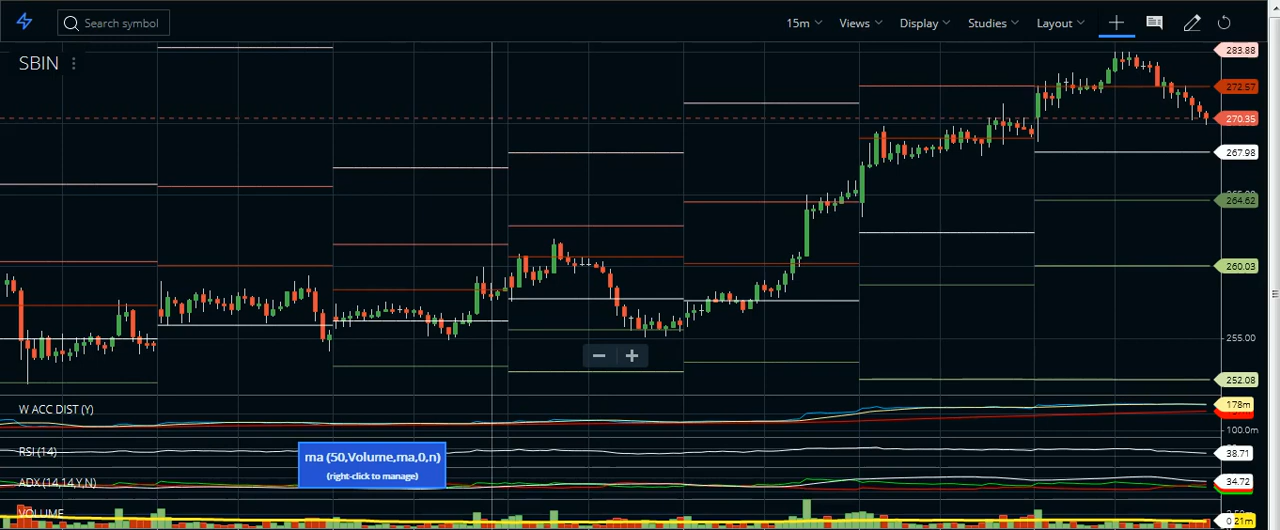 Search symbol
15m Views Display Studies Layout
SBIN
283.88
272.57
270.35
267.98
264.62
260.03
255.00
252.08
W ACC DIST (Y)
178m
100.0m
RSI (14)
38.71
ma (50,Volume,ma,0,n)
(right-click to manage)
ADX (14,14,Y,N)
34.72
VOLUME
0 21m